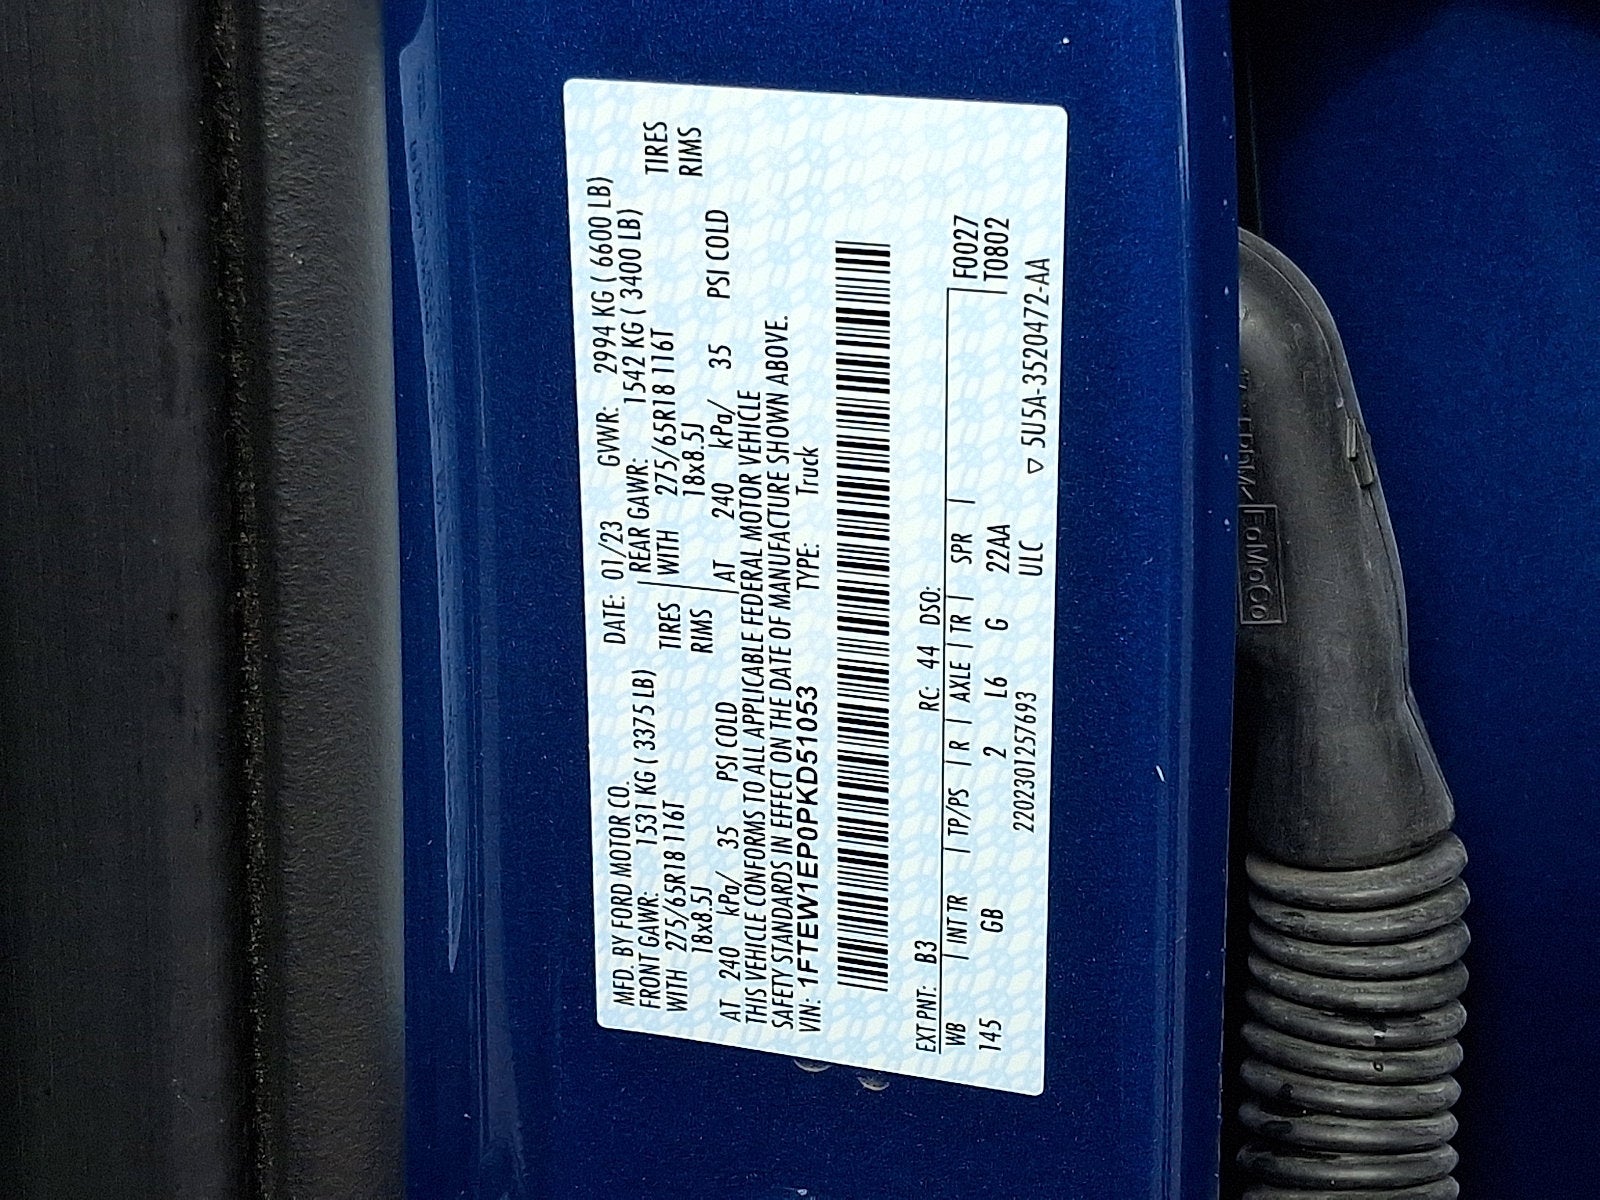 MFD. BY FORD MOTOR CO. DATE: 01/23 GVWR: 2994 KG ( 6600 LB)
FRONT GAWR: 1531 KG ( 3375 LB) REAR GAWR: 1542 KG ( 3400 LB)
WITH 275/65R18 116T TIRES WITH 275/65R18 116T TIRES
18x8.5J RIMS 18x8.5J RIMS
AT 240 kPa/ 35 PSI COLD AT 240 kPa/ 35 PSI COLD
THIS VEHICLE CONFORMS TO ALL APPLICABLE FEDERAL MOTOR VEHICLE
SAFETY STANDARDS IN EFFECT ON THE DATE OF MANUFACTURE SHOWN ABOVE.
VIN: 1FTEW1EP0PKD51053 TYPE: Truck
EXT PNT: B3 RC: 44 DSO:
WB | INT TR | TP/PS | R | AXLE | TR | SPR | F0027
145 GB 2 L6 G 22AA T0802
2202301257693 ULC ▽ 5U5A-3520472-AA
FoMoCo